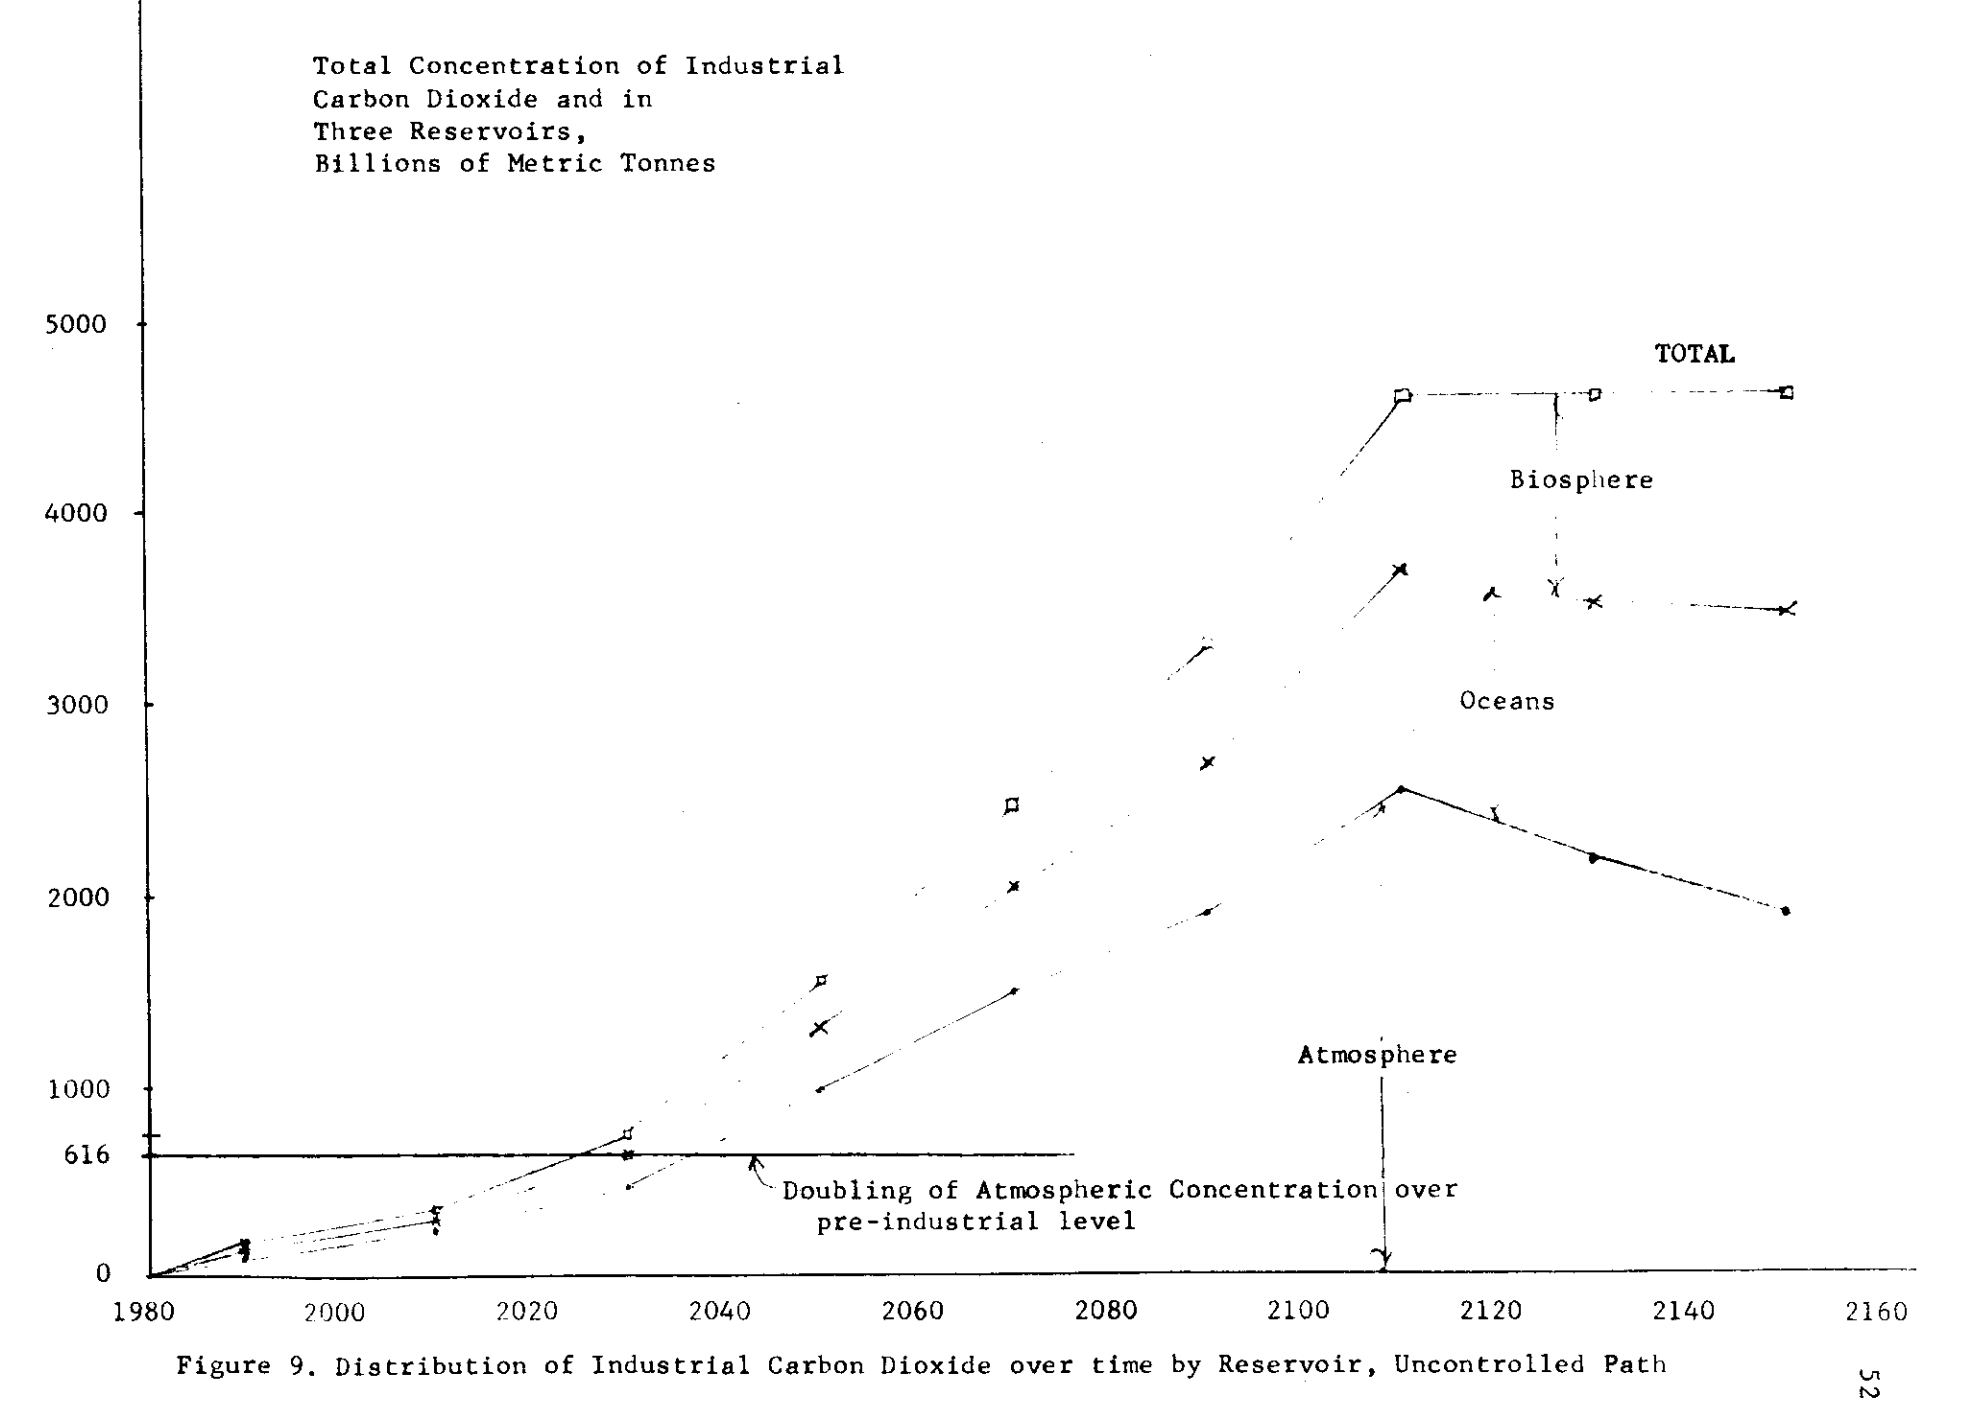 Total Concentration of Industrial
Carbon Dioxide and in
Three Reservoirs,
Billions of Metric Tonnes
5000
TOTAL
Biosphere
4000
3000
Oceans
2000
1000
Atmosphere
616
Doubling of Atmospheric Concentration over
pre-industrial level
0
1980 2000 2020 2040 2060 2080 2100 2120 2140 2160
Figure 9. Distribution of Industrial Carbon Dioxide over time by Reservoir, Uncontrolled Path
52